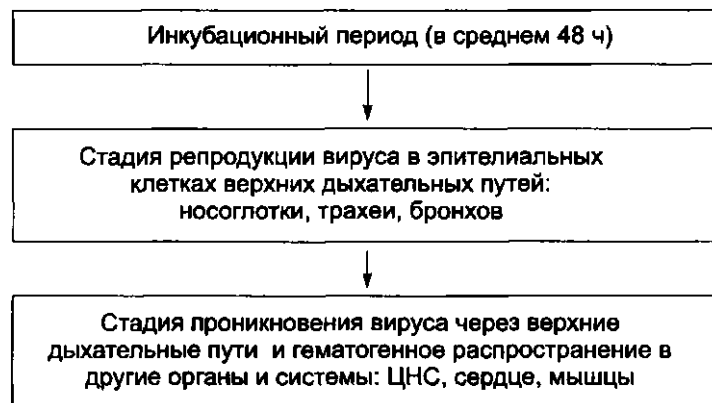 Инкубационный период (в среднем 48 ч)
Стадия репродукции вируса в эпителиальных
клетках верхних дыхательных путей:
носоглотки, трахеи, бронхов
Стадия проникновения вируса через верхние
дыхательные пути и гематогенное распространение в
другие органы и системы: ЦНС, сердце, мышцы